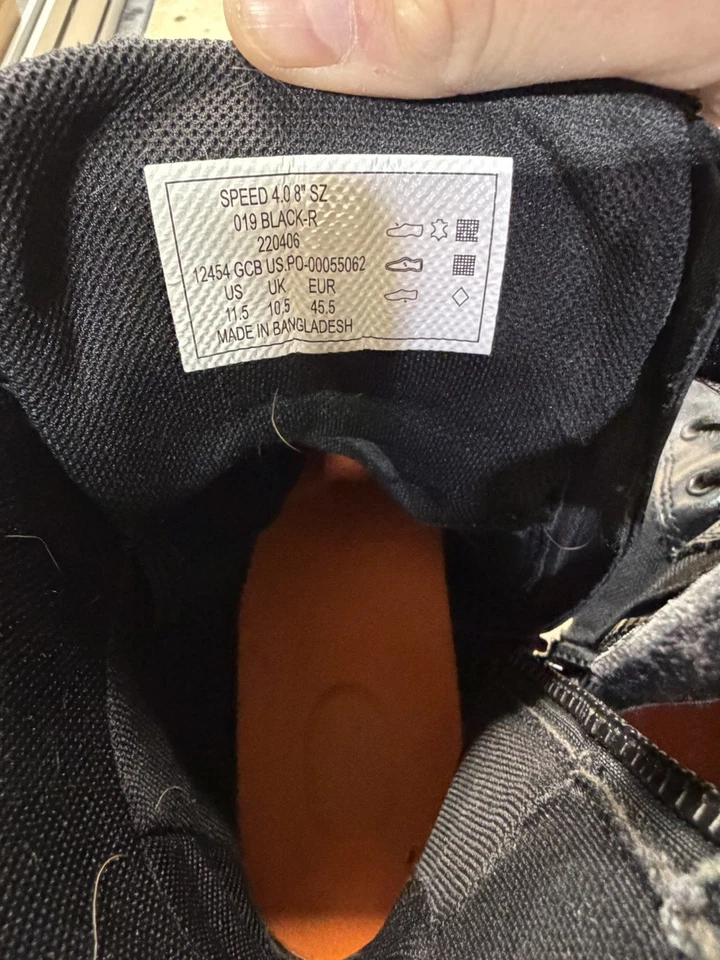 SPEED 4.0 8" SZ
019 BLACK-R
220406
12454 GCB US.PO-00055062
US UK EUR
11.5 10.5 45.5
MADE IN BANGLADESH